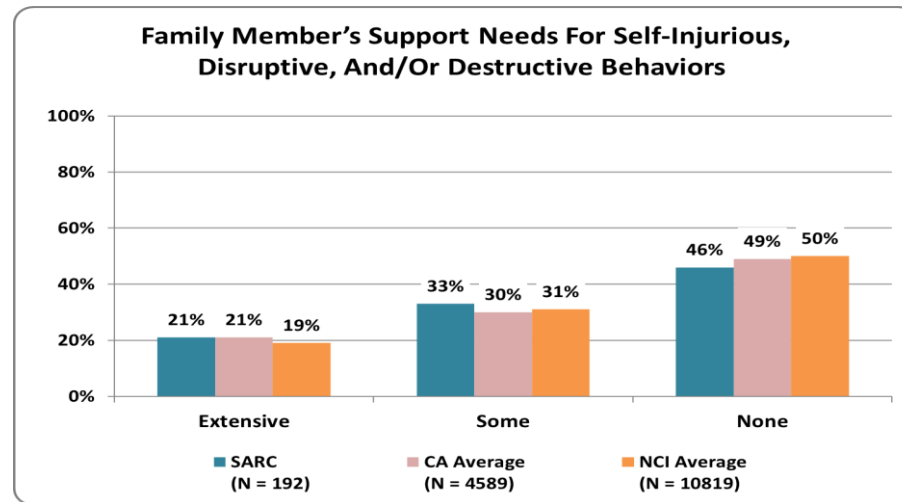 Family Member's Support Needs For Self-Injurious,
Disruptive, And/Or Destructive Behaviors
100%
80%
60%
40%
20%
0%
21% 21% 19%
33% 30% 31%
46% 49% 50%
Extensive Some None
SARC CA Average NCI Average
(N = 192) (N = 4589) (N = 10819)